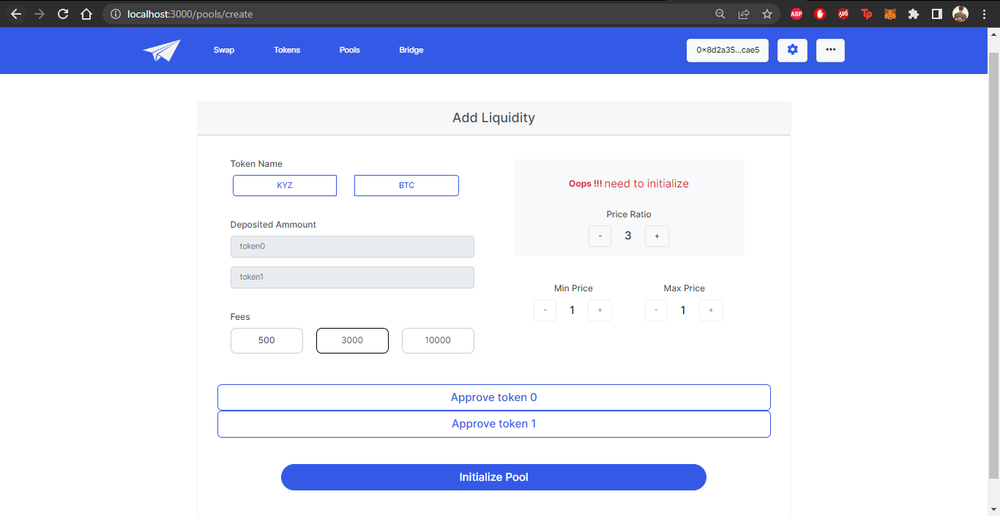 localhost:3000/pools/create
ABP
ADB
Tp
Swap Tokens Pools Bridge 0×8d2a35...cae5 •••
Add Liquidity
Token Name
KYZ BTC
Deposited Ammount
token0
token1
Fees
500 3000 10000
Oops !!! need to initialize
Price Ratio
- 3 +
Min Price Max Price
- 1 + - 1 +
Approve token 0
Approve token 1
Initialize Pool